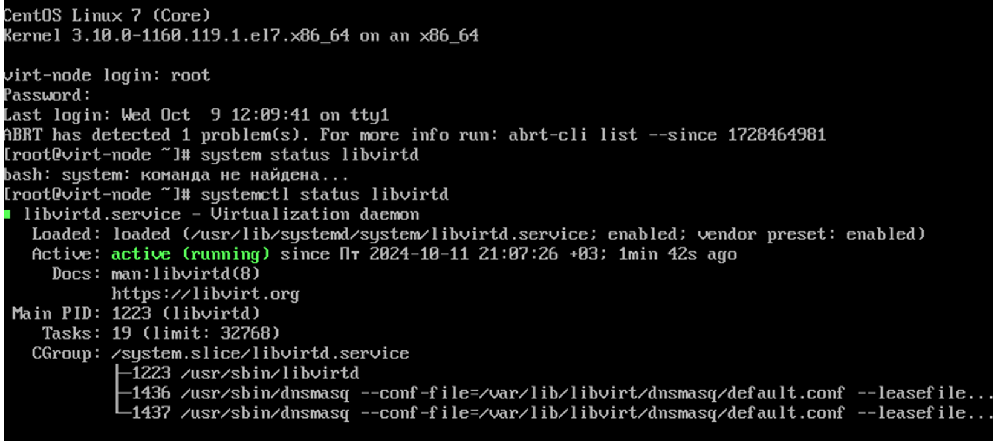 CentOS Linux 7 (Core)
Kernel 3.10.0-1160.119.1.el7.x86_64 on an x86_64
virt-node login: root
Password:
Last login: Wed Oct  9 12:09:41 on tty1
ABRT has detected 1 problem(s). For more info run: abrt-cli list --since 1728464981
[root@virt-node ~]# system status libvirtd
bash: system: команда не найдена...
[root@virt-node ~]# systemctl status libvirtd
■ libvirtd.service - Virtualization daemon
   Loaded: loaded (/usr/lib/systemd/system/libvirtd.service; enabled; vendor preset: enabled)
   Active: active (running) since Пт 2024-10-11 21:07:26 +03; 1min 42s ago
     Docs: man:libvirtd(8)
           https://libvirt.org
 Main PID: 1223 (libvirtd)
    Tasks: 19 (limit: 32768)
   CGroup: /system.slice/libvirtd.service
           ├─1223 /usr/sbin/libvirtd
           ├─1436 /usr/sbin/dnsmasq --conf-file=/var/lib/libvirt/dnsmasq/default.conf --leasefile...
           └─1437 /usr/sbin/dnsmasq --conf-file=/var/lib/libvirt/dnsmasq/default.conf --leasefile...